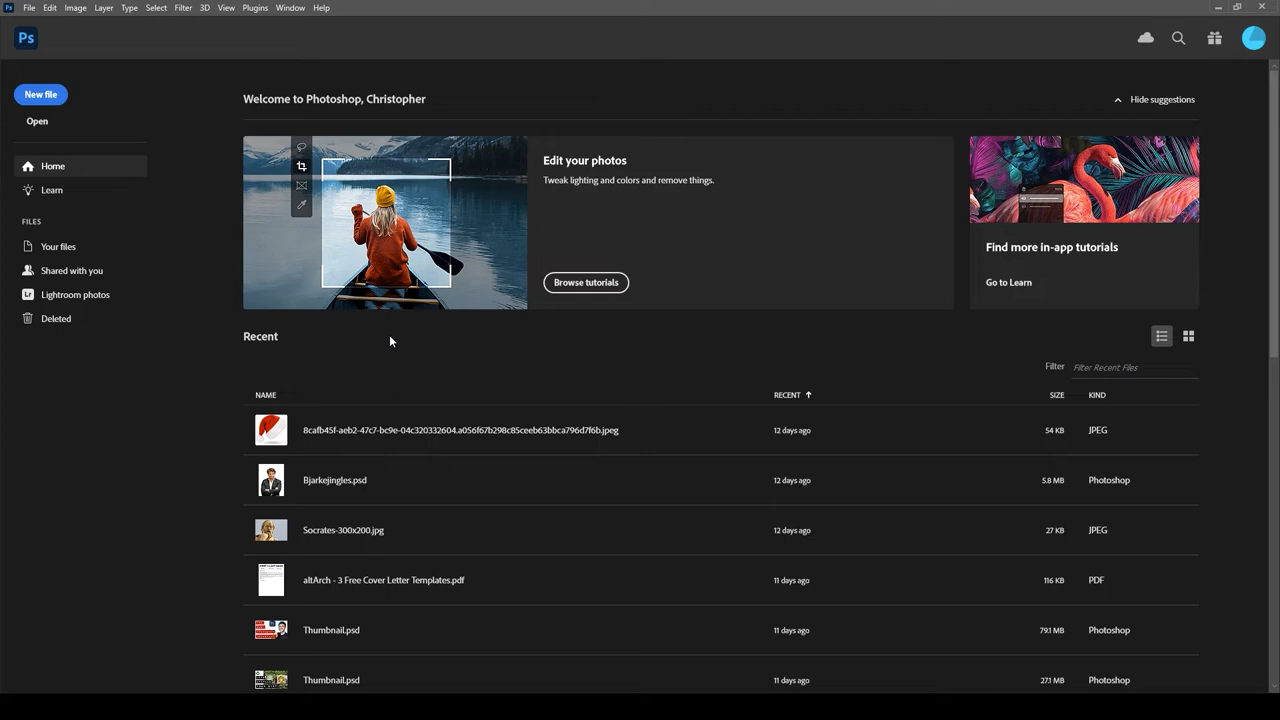 Ps File Edit Image Layer Type Select Filter 3D View Plugins Window Help
Ps
New file
Open
Home
Learn
FILES
Your files
Shared with you
Lr Lightroom photos
Deleted
Welcome to Photoshop, Christopher
Hide suggestions
Edit your photos
Tweak lighting and colors and remove things.
Browse tutorials
Find more in-app tutorials
Go to Learn
Recent
Filter Filter Recent Files
NAME RECENT SIZE KIND
8cafb45f-aeb2-47c7-bc9e-04c320332604.a056f67b298c85ceeb63bbca796d7f6b.jpeg 12 days ago 54 KB JPEG
Bjarkejingles.psd 12 days ago 5.8 MB Photoshop
Socrates-300x200.jpg 12 days ago 27 KB JPEG
altArch - 3 Free Cover Letter Templates.pdf 11 days ago 116 KB PDF
Thumbnail.psd 11 days ago 79.1 MB Photoshop
Thumbnail.psd 11 days ago 27.1 MB Photoshop